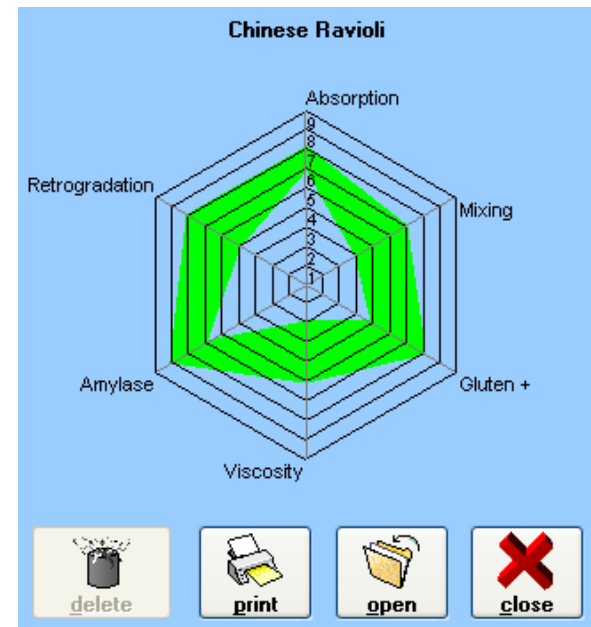 Chinese Ravioli
Absorption
9
8
7
6
5
4
3
2
1
Retrogradation
Mixing
Amylase
Gluten +
Viscosity
delete
print
open
close